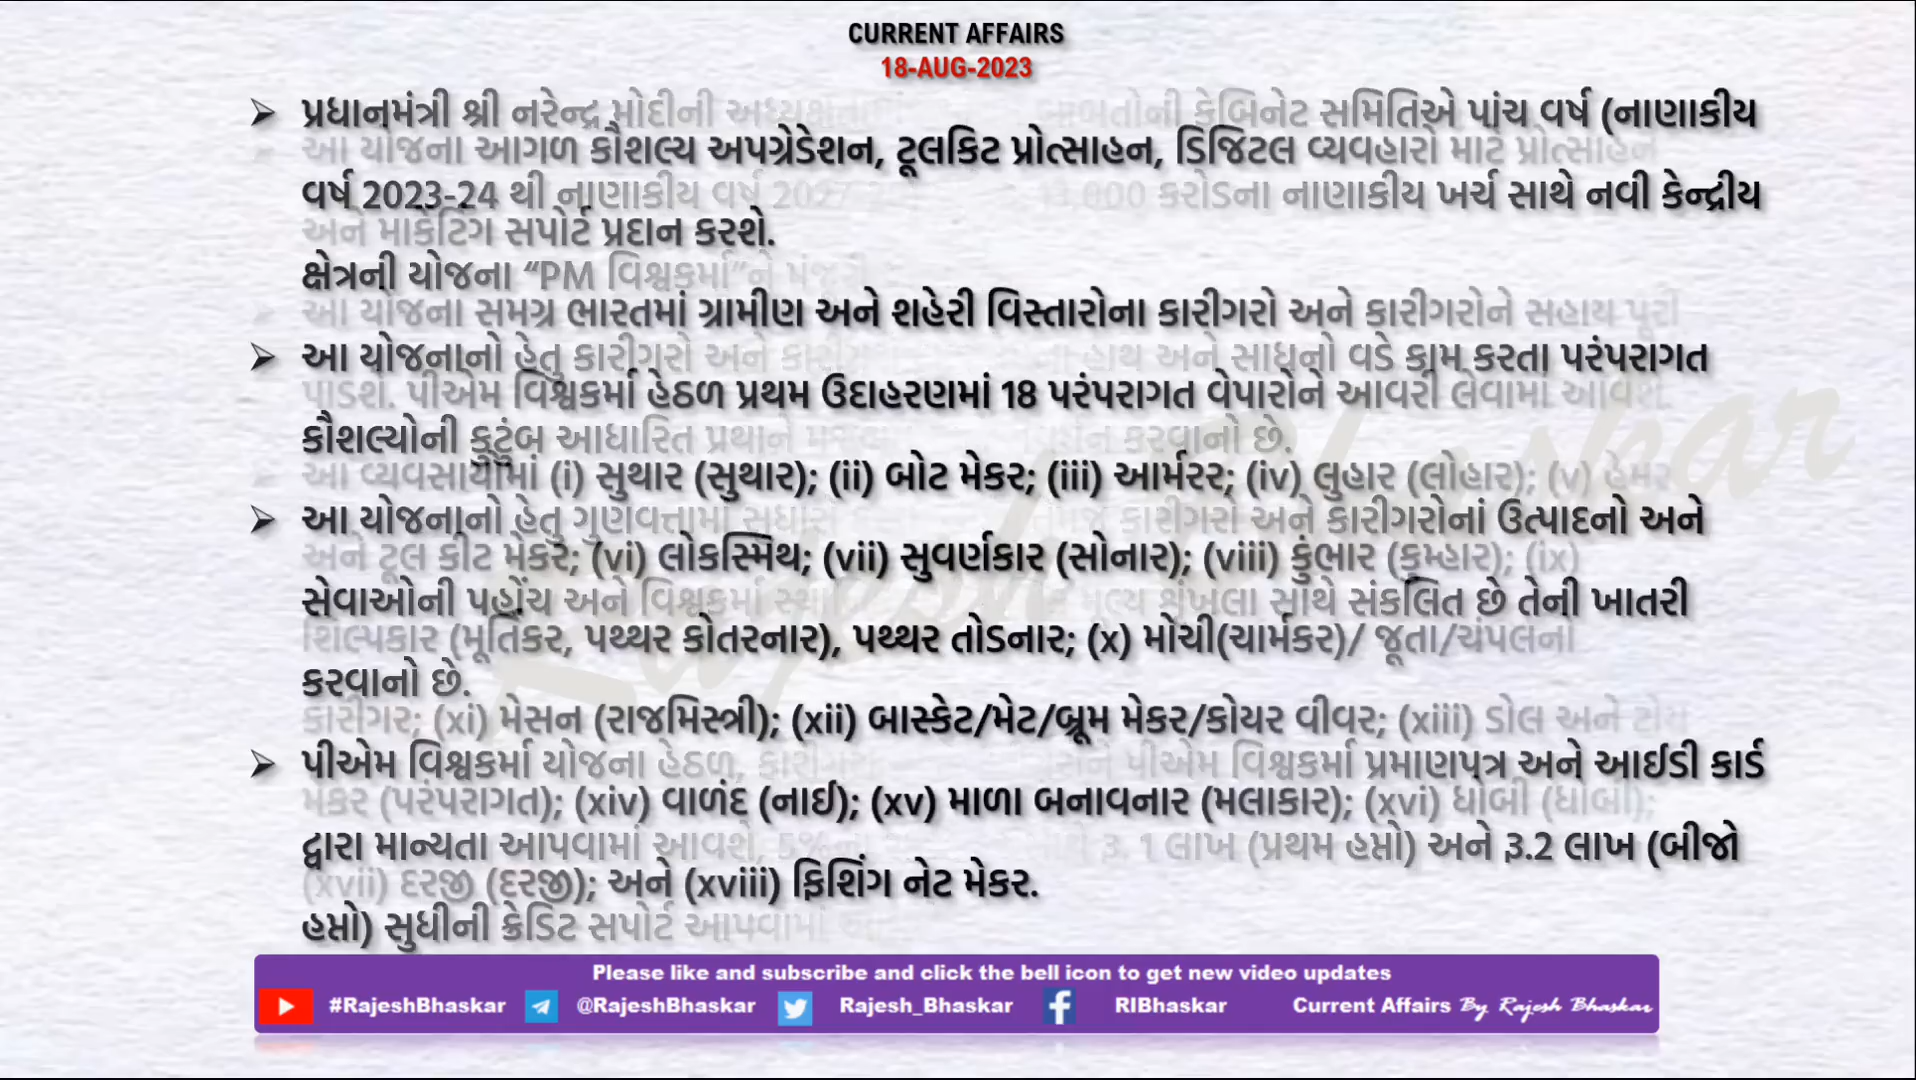 CURRENT AFFAIRS
18-AUG-2023
પ્રધાનમંત્રી શ્રી નરેન્દ્ર મોદીની કેબિનેટ સમિતિએ પાંચ વર્ષ (નાણાકીય
આ યોજના આગળ કૌશલ્ય અપગ્રેડેશન, ટૂલકિટ પ્રોત્સાહન, ડિજિટલ વ્યવહારો માટે પ્રોત્સાહન
વર્ષ 2023-24 થી નાણાકીય વર્ષ કરોડના નાણાકીય ખર્ચ સાથે નવી કેન્દ્રીય
અને માર્કેટિંગ સપોર્ટ પ્રદાન કરશે.
ક્ષેત્રની યોજના “PM વિશ્વકર્મા”ને
આ યોજના સમગ્ર ભારતમાં ગ્રામીણ અને શહેરી વિસ્તારોના કારીગરો અને કારીગરોને સહાય પૂરી
આ યોજનાનો હેતુ કારીગરો અને હાથ અને સાધનો વડે કામ કરતા પરંપરાગત
પાડશે. પીએમ વિશ્વકર્મા હેઠળ પ્રથમ ઉદાહરણમાં 18 પરંપરાગત વેપારોને આવરી લેવામાં આવશે.
કૌશલ્યોની કુટુંબ આધારિત પ્રથાને કરવાનો છે.
આ વ્યવસાયોમાં (i) સુથાર (સુથાર); (ii) બોટ મેકર; (iii) આર્મરર; (iv) લુહાર (લોહાર); (v) હેમર
આ યોજનાનો હેતુ ગુણવત્તામાં કારીગરો અને કારીગરોનાં ઉત્પાદનો અને
અને ટૂલ કીટ મેકર; (vi) લોકસ્મિથ; (vii) સુવર્ણકાર (સોનાર); (viii) કુંભાર (કુમ્હાર); (ix)
સેવાઓની પહોંચ અને વિશ્વકર્મા મૂલ્ય શૃંખલા સાથે સંકલિત છે તેની ખાતરી
શિલ્પકાર (મૂર્તિકર, પથ્થર કોતરનાર), પથ્થર તોડનાર; (x) મોચી(ચાર્મકર)/ જૂતા/ચંપલનો
કરવાનો છે.
કારીગર; (xi) મેસન (રાજમિસ્ત્રી); (xii) બાસ્કેટ/મેટ/બ્રૂમ મેકર/કોયર વીવર; (xiii) ડોલ અને ટોય
પીએમ વિશ્વકર્મા યોજના હેઠળ, પીએમ વિશ્વકર્મા પ્રમાણપત્ર અને આઈડી કાર્ડ
મેકર (પરંપરાગત); (xiv) વાળંદ (નાઈ); (xv) માળા બનાવનાર (મલાકાર); (xvi) ધોબી (ધોબી);
દ્વારા માન્યતા આપવામાં આવશે, 5%ના રૂ. 1 લાખ (પ્રથમ હપ્તો) અને રૂ.2 લાખ (બીજો
(xvii) દરજી (દરજી); અને (xviii) ફિશિંગ નેટ મેકર.
હપ્તો) સુધીની ક્રેડિટ સપોર્ટ આપવામાં
Please like and subscribe and click the bell icon to get new video updates
#RajeshBhaskar @RajeshBhaskar Rajesh_Bhaskar RIBhaskar Current Affairs By Rajesh Bhaskar